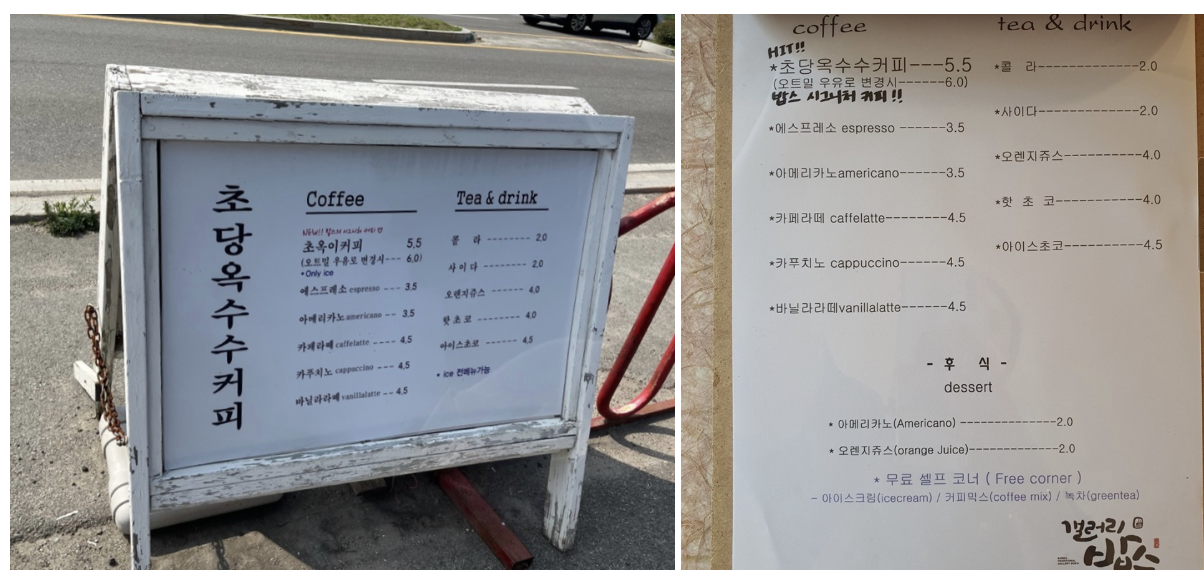 초당옥수수커피
Coffee
초옥이커피 5.5
(오트밀 우유로 변경시--- 6.0)
*Only ice
에스프레소 espresso --- 3.5
아메리카노 americano -- 3.5
카페라떼 caffelatte -- 4.5
카푸치노 cappuccino ---- 4.5
바닐라라떼 vanillalatte -- 4.5
Tea & drink
콜 라 -------- 2.0
사이다 -------- 2.0
오렌지쥬스------ 4.0
핫초코 -------- 4.0
아이스초코------ 4.5
* ice 전메뉴가능
coffee
HIT!!
*초당옥수수커피---5.5
(오트밀 우유로 변경시------6.0)
밥스 시그니처 커피!!
*에스프레소 espresso ------3.5
*아메리카노americano-----3.5
*카페라떼 caffelatte------4.5
*카푸치노 cappuccino-----4.5
*바닐라라떼vanillalatte------4.5
tea & drink
*콜 라-------------2.0
*사이다-------------2.0
*오렌지쥬스----------4.0
*핫 초 코-----------4.0
*아이스초코----------4.5
- 후 식 -
dessert
* 아메리카노(Americano) --------------2.0
* 오렌지쥬스(orange Juice)-------------2.0
* 무료 셀프 코너 ( Free corner )
- 아이스크림(icecream) / 커피믹스(coffee mix) / 녹차(greentea)
갤러리
밥스